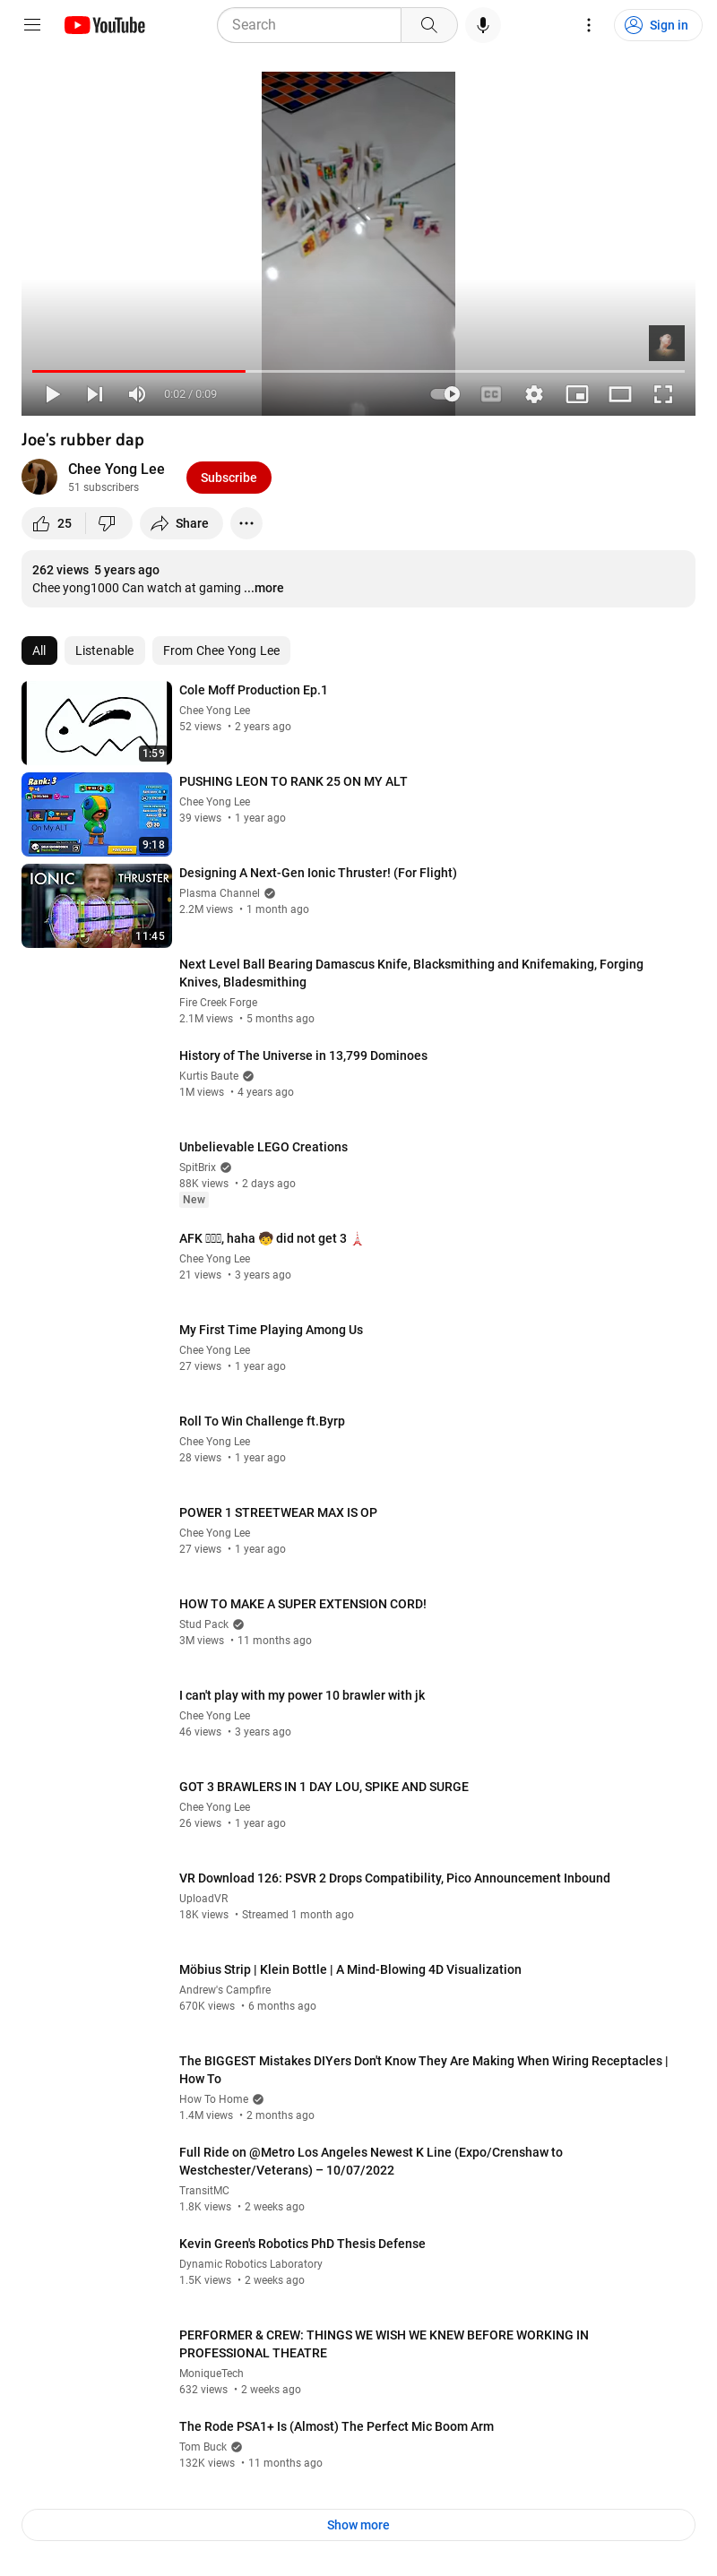 YouTube
Search
Sign in
0:02 / 0:09
CC
Joe's rubber dap
Chee Yong Lee
51 subscribers
Subscribe
25
Share
262 views 5 years ago
Chee yong1000 Can watch at gaming ...more
All
Listenable
From Chee Yong Lee
Cole Moff Production Ep.1
Chee Yong Lee
52 views • 2 years ago
1:59
PUSHING LEON TO RANK 25 ON MY ALT
Chee Yong Lee
39 views • 1 year ago
Rank: 3
On My ALT
9:18
Designing A Next-Gen Ionic Thruster! (For Flight)
Plasma Channel
2.2M views • 1 month ago
IONIC THRUSTER
11:45
Next Level Ball Bearing Damascus Knife, Blacksmithing and Knifemaking, Forging
Knives, Bladesmithing
Fire Creek Forge
2.1M views • 5 months ago
History of The Universe in 13,799 Dominoes
Kurtis Baute
1M views • 4 years ago
Unbelievable LEGO Creations
SpitBrix
88K views • 2 days ago
New
AFK , haha 🧒 did not get 3 🗼
Chee Yong Lee
21 views • 3 years ago
My First Time Playing Among Us
Chee Yong Lee
27 views • 1 year ago
Roll To Win Challenge ft.Byrp
Chee Yong Lee
28 views • 1 year ago
POWER 1 STREETWEAR MAX IS OP
Chee Yong Lee
27 views • 1 year ago
HOW TO MAKE A SUPER EXTENSION CORD!
Stud Pack
3M views • 11 months ago
I can't play with my power 10 brawler with jk
Chee Yong Lee
46 views • 3 years ago
GOT 3 BRAWLERS IN 1 DAY LOU, SPIKE AND SURGE
Chee Yong Lee
26 views • 1 year ago
VR Download 126: PSVR 2 Drops Compatibility, Pico Announcement Inbound
UploadVR
18K views • Streamed 1 month ago
Möbius Strip | Klein Bottle | A Mind-Blowing 4D Visualization
Andrew's Campfire
670K views • 6 months ago
The BIGGEST Mistakes DIYers Don't Know They Are Making When Wiring Receptacles |
How To
How To Home
1.4M views • 2 months ago
Full Ride on @Metro Los Angeles Newest K Line (Expo/Crenshaw to
Westchester/Veterans) – 10/07/2022
TransitMC
1.8K views • 2 weeks ago
Kevin Green's Robotics PhD Thesis Defense
Dynamic Robotics Laboratory
1.5K views • 2 weeks ago
PERFORMER & CREW: THINGS WE WISH WE KNEW BEFORE WORKING IN
PROFESSIONAL THEATRE
MoniqueTech
632 views • 2 weeks ago
The Rode PSA1+ Is (Almost) The Perfect Mic Boom Arm
Tom Buck
132K views • 11 months ago
Show more